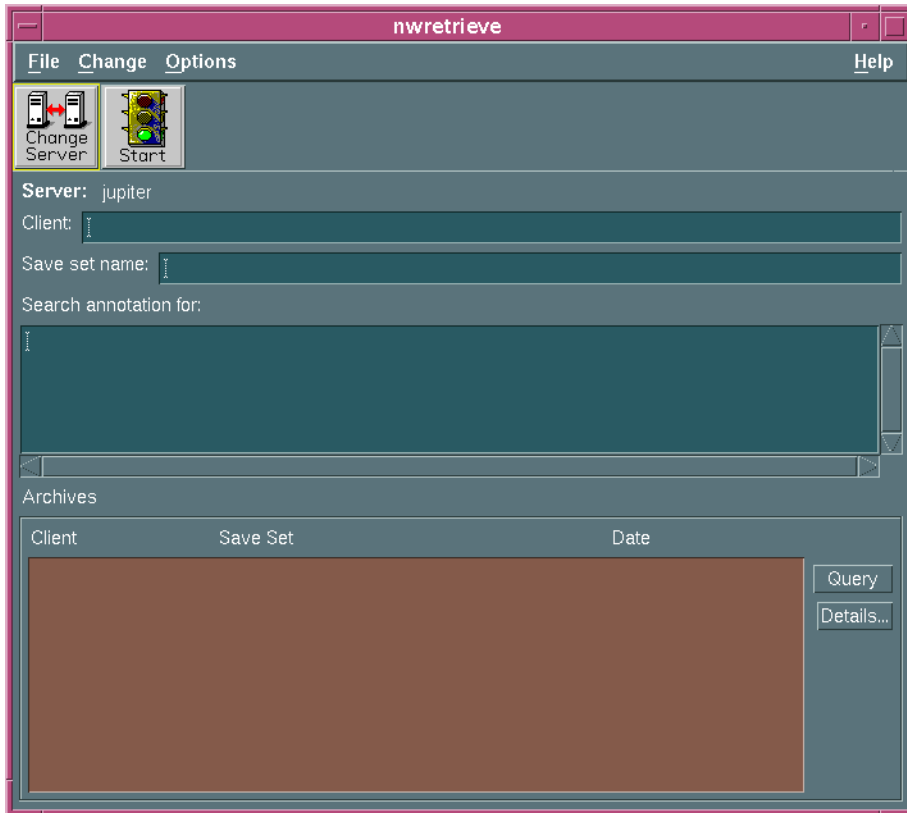 nwretrieve
File Change Options Help
Change
Server
Start
Server: jupiter
Client:
Save set name:
Search annotation for:
Archives
Client Save Set Date
Query
Details...